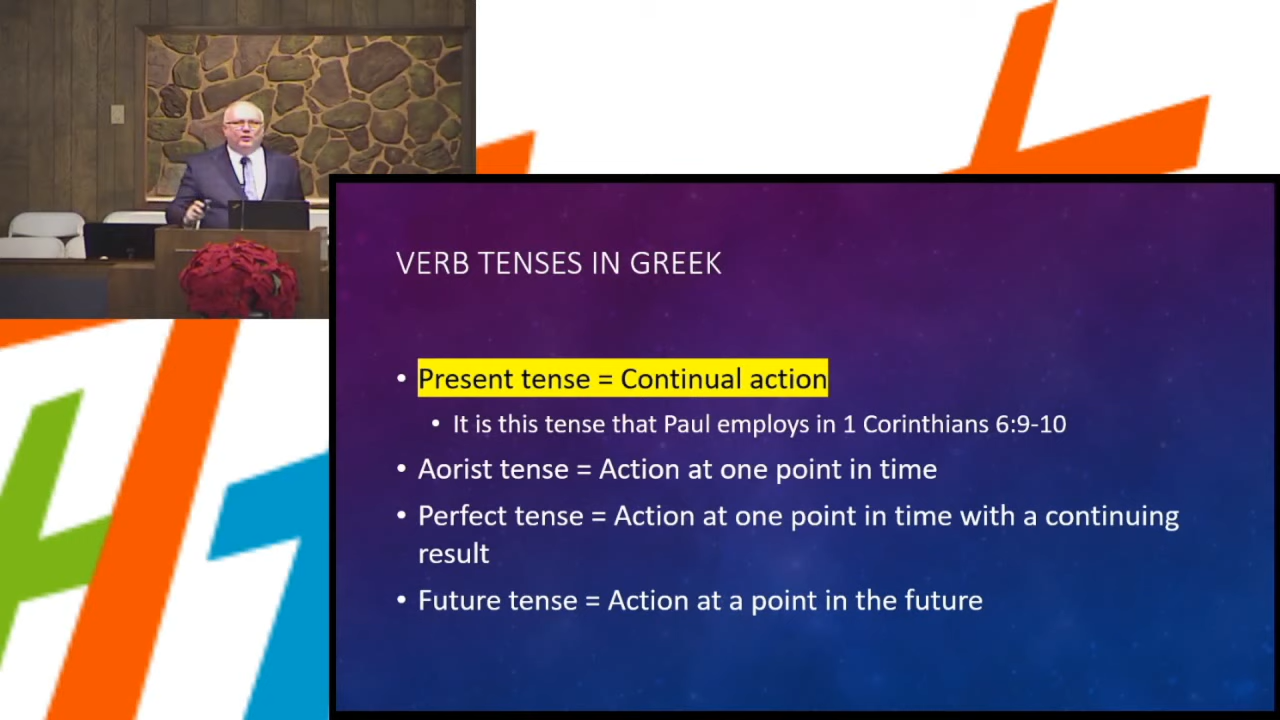 VERB TENSES IN GREEK
• Present tense = Continual action
• It is this tense that Paul employs in 1 Corinthians 6:9-10
• Aorist tense = Action at one point in time
• Perfect tense = Action at one point in time with a continuing
result
• Future tense = Action at a point in the future